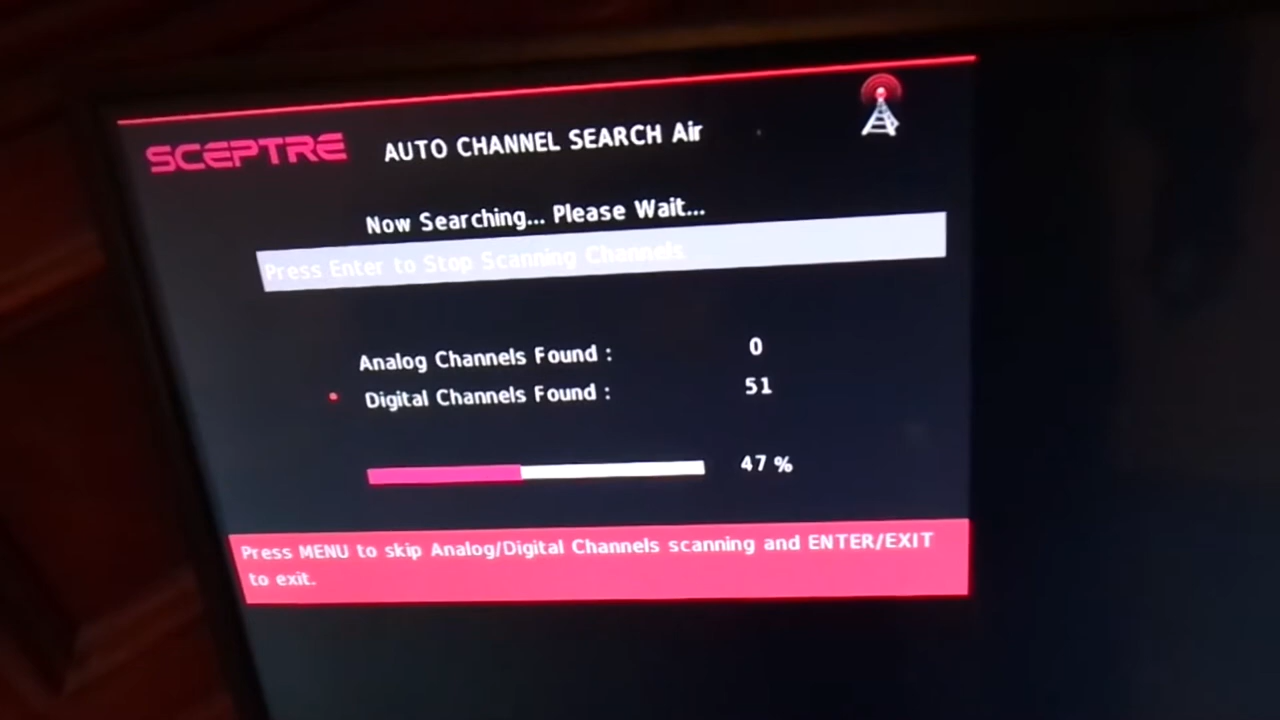 SCEPTRE AUTO CHANNEL SEARCH Air
Now Searching... Please Wait...
Press Enter to Stop Scanning Channels
Analog Channels Found : 0
Digital Channels Found : 51
47 %
Press MENU to skip Analog/Digital Channels scanning and ENTER/EXIT
to exit.